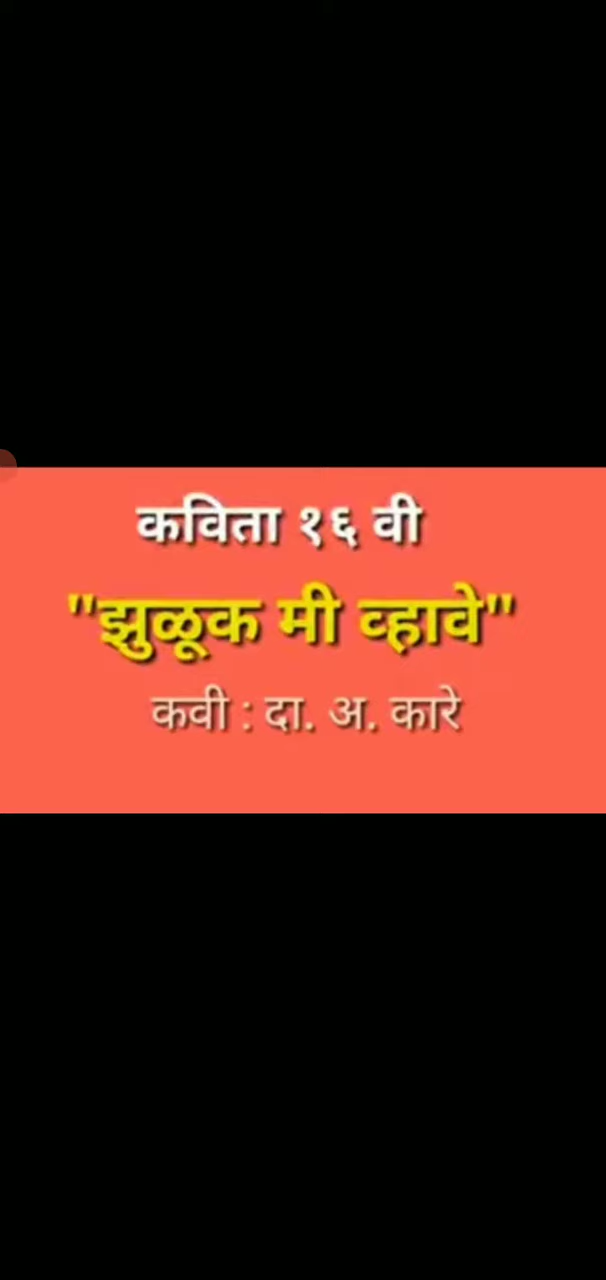 कविता १६ वी
"झुळूक मी व्हावे"
कवी : दा. अ. कारे